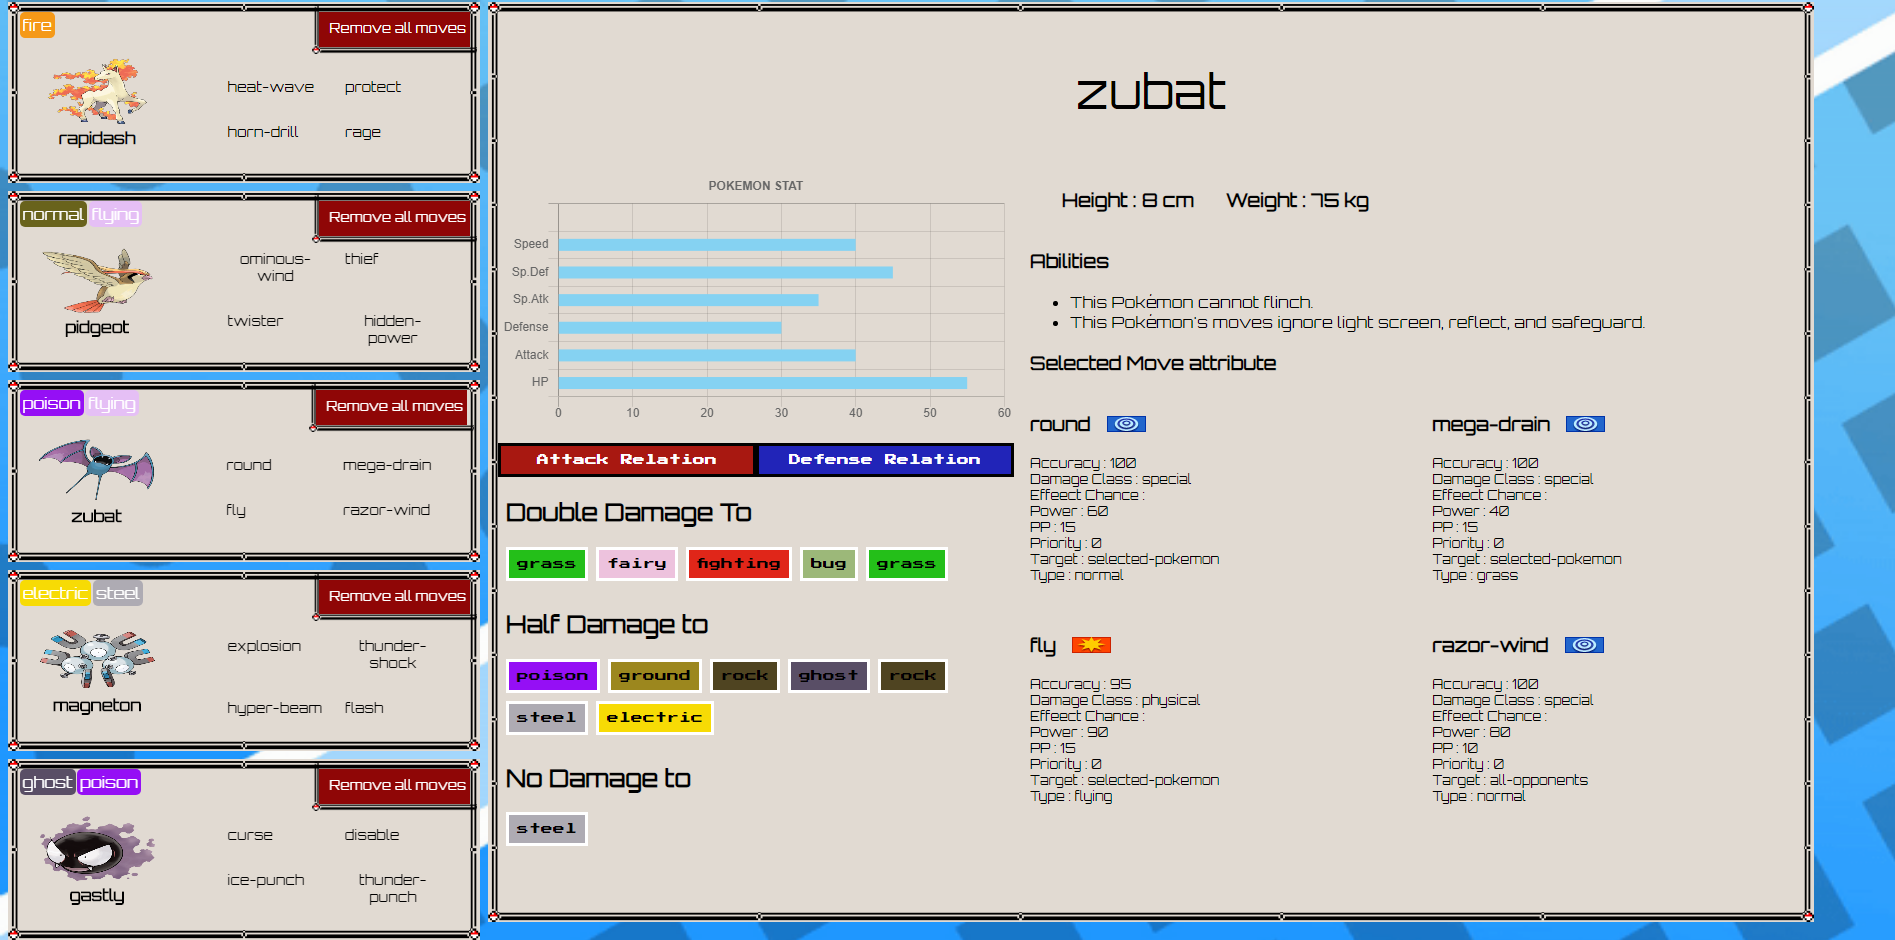 fire
Remove all moves
heat-wave protect
horn-drill rage
rapidash
normal flying
Remove all moves
ominous- thief
wind
twister hidden-
power
pidgeot
poison flying
Remove all moves
round mega-drain
fly razor-wind
zubat
electric steel
Remove all moves
explosion thunder-
shock
hyper-beam flash
magneton
ghost poison
Remove all moves
curse disable
ice-punch thunder-
punch
gastly
zubat
POKEMON STAT
Speed
Sp.Def
Sp.Atk
Defense
Attack
HP
0 10 20 30 40 50 60
Attack Relation Defense Relation
Double Damage To
grass fairy fighting bug grass
Half Damage to
poison ground rock ghost rock
steel electric
No Damage to
steel
Height : 8 cm Weight : 75 kg
Abilities
This Pokémon cannot flinch.
This Pokémon's moves ignore light screen, reflect, and safeguard.
Selected Move attribute
round
Accuracy : 100
Damage Class : special
Effeect Chance :
Power : 60
PP : 15
Priority : 0
Target : selected-pokemon
Type : normal
mega-drain
Accuracy : 100
Damage Class : special
Effeect Chance :
Power : 40
PP : 15
Priority : 0
Target : selected-pokemon
Type : grass
fly
Accuracy : 95
Damage Class : physical
Effeect Chance :
Power : 90
PP : 15
Priority : 0
Target : selected-pokemon
Type : flying
razor-wind
Accuracy : 100
Damage Class : special
Effeect Chance :
Power : 80
PP : 10
Priority : 0
Target : all-opponents
Type : normal